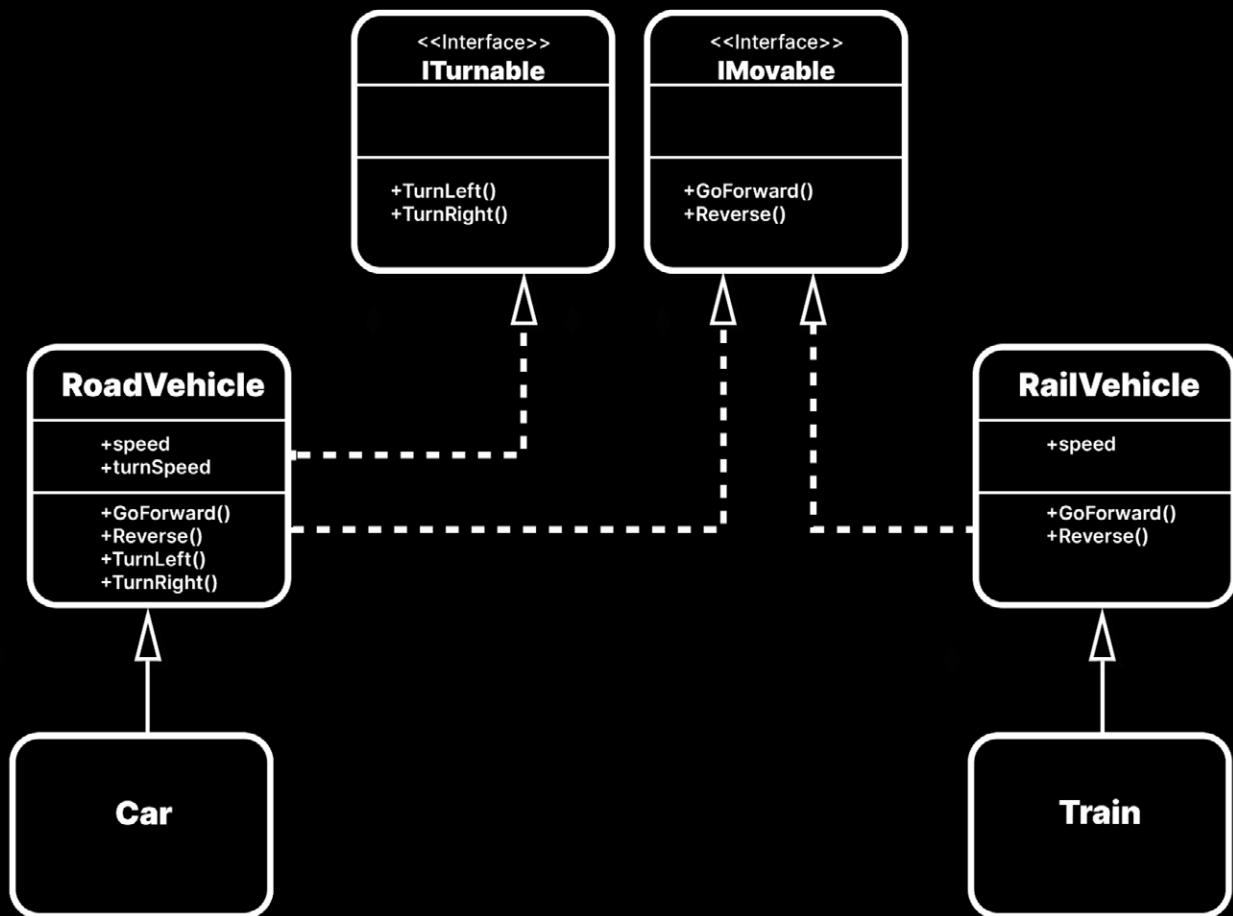 <<Interface>>
ITurnable
+TurnLeft()
+TurnRight()
<<Interface>>
IMovable
+GoForward()
+Reverse()
RoadVehicle
+speed
+turnSpeed
+GoForward()
+Reverse()
+TurnLeft()
+TurnRight()
RailVehicle
+speed
+GoForward()
+Reverse()
Car
Train